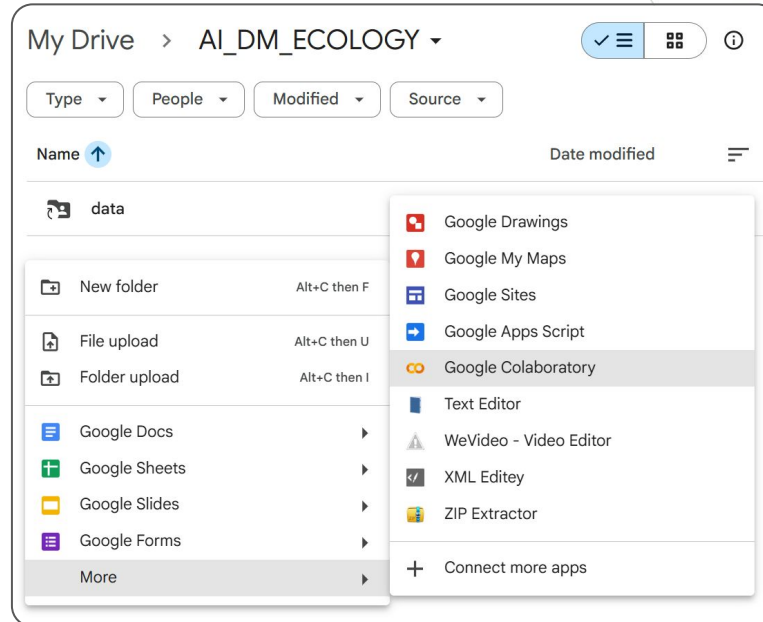 My Drive > AI_DM_ECOLOGY
Type People Modified Source
Name Date modified
data
New folder Alt+C then F
File upload Alt+C then U
Folder upload Alt+C then I
Google Docs
Google Sheets
Google Slides
Google Forms
More
Google Drawings
Google My Maps
Google Sites
Google Apps Script
Google Colaboratory
Text Editor
WeVideo - Video Editor
XML Editey
ZIP Extractor
+ Connect more apps